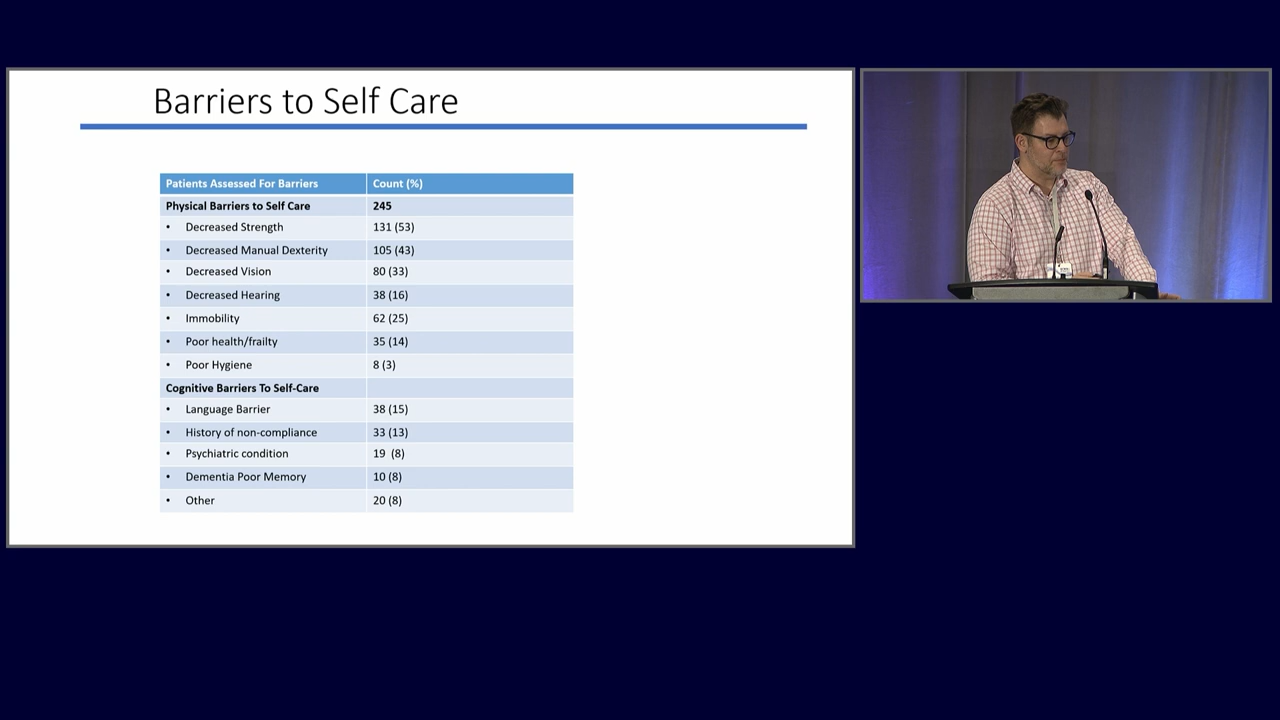 Barriers to Self Care
Patients Assessed For Barriers Count (%)
Physical Barriers to Self Care 245
• Decreased Strength 131 (53)
• Decreased Manual Dexterity 105 (43)
• Decreased Vision 80 (33)
• Decreased Hearing 38 (16)
• Immobility 62 (25)
• Poor health/frailty 35 (14)
• Poor Hygiene 8 (3)
Cognitive Barriers To Self-Care
• Language Barrier 38 (15)
• History of non-compliance 33 (13)
• Psychiatric condition 19 (8)
• Dementia Poor Memory 10 (8)
• Other 20 (8)